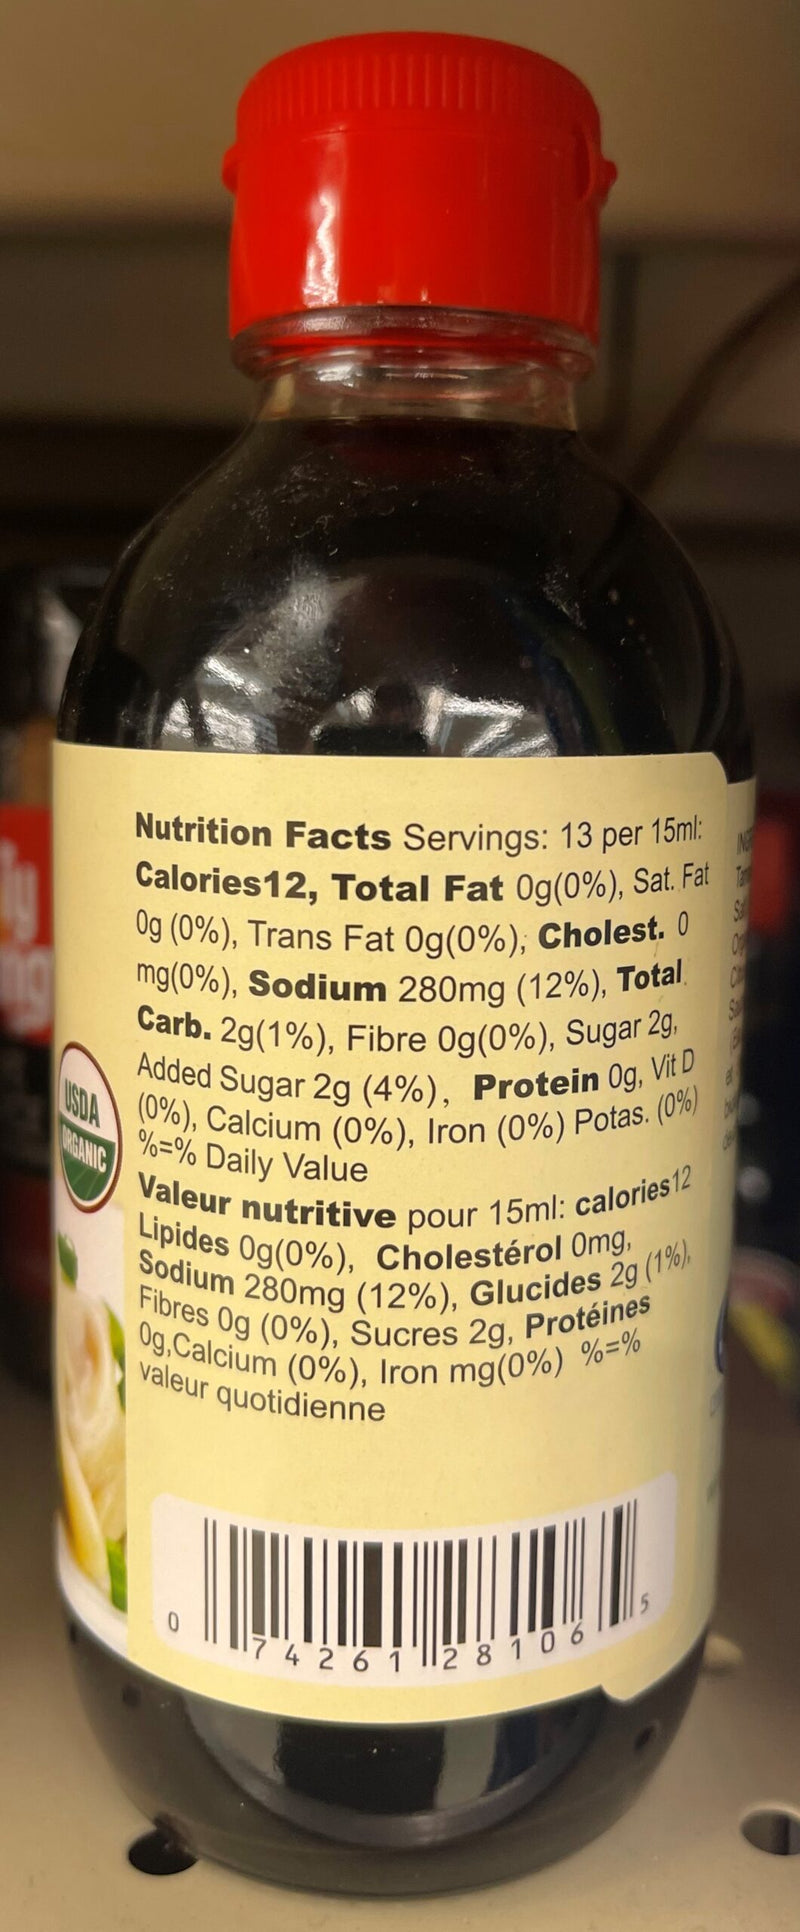 Nutrition Facts Servings: 13 per 15ml:
Calories12, Total Fat 0g(0%), Sat. Fat
0g (0%), Trans Fat 0g(0%), Cholest. 0
mg(0%), Sodium 280mg (12%), Total
Carb. 2g(1%), Fibre 0g(0%), Sugar 2g,
Added Sugar 2g (4%), Protein 0g, Vit D
(0%), Calcium (0%), Iron (0%) Potas. (0%)
%=% Daily Value
Valeur nutritive pour 15ml: calories12
Lipides 0g(0%), Cholestérol 0mg,
Sodium 280mg (12%), Glucides 2g (1%),
Fibres 0g (0%), Sucres 2g, Protéines
0g,Calcium (0%), Iron mg(0%) %=%
valeur quotidienne
USDA
ORGANIC
0 74261 28106 5